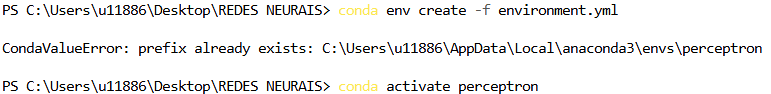 PS C:\Users\u11886\Desktop\REDES NEURAIS> conda env create -f environment.yml
CondaValueError: prefix already exists: C:\Users\u11886\AppData\Local\anaconda3\envs\perceptron
PS C:\Users\u11886\Desktop\REDES NEURAIS> conda activate perceptron